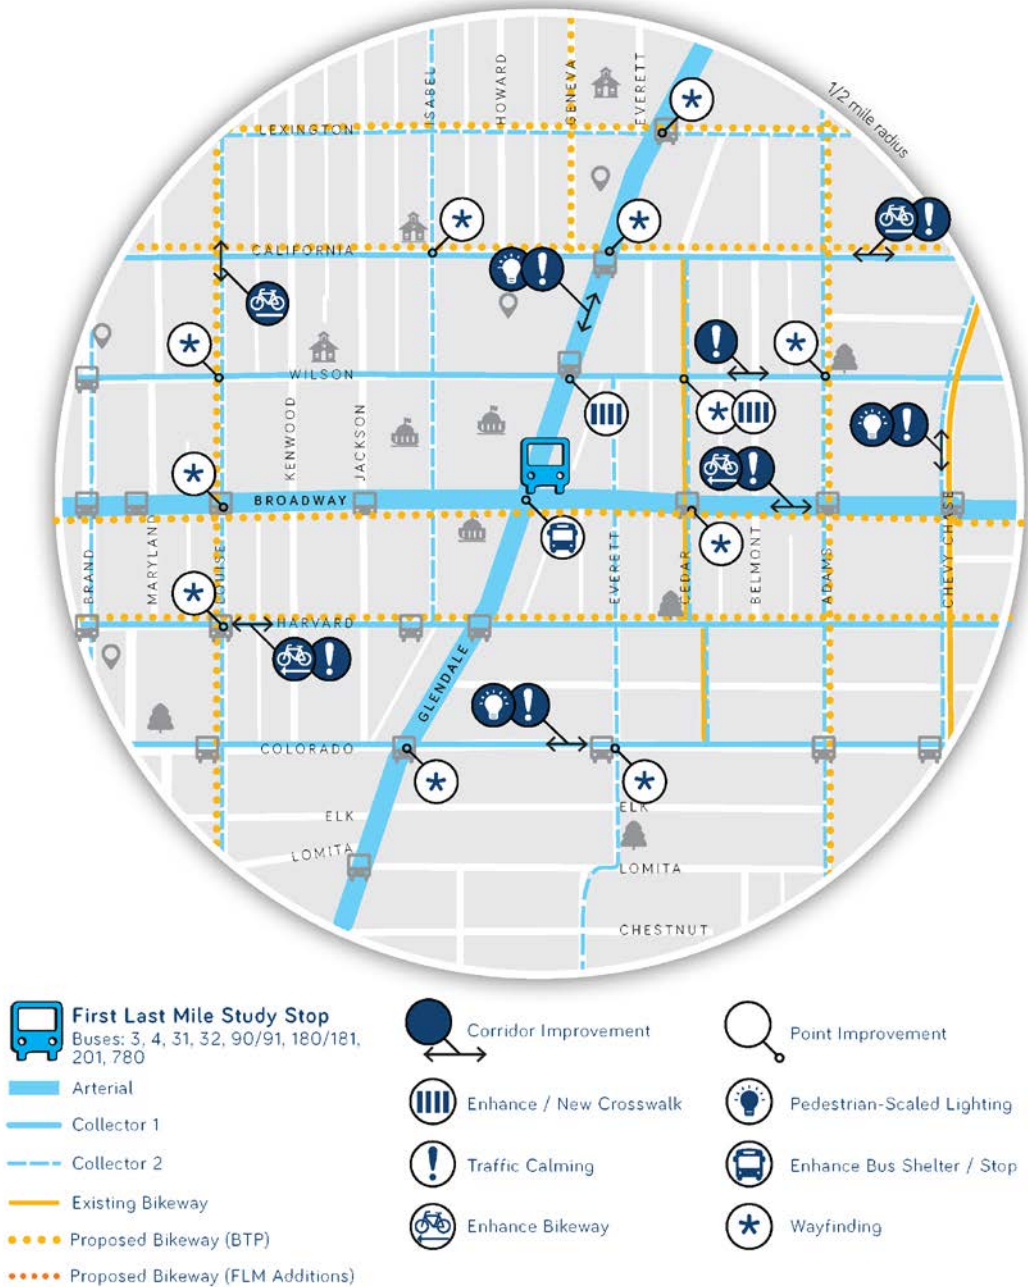 ISABEL
HOWARD
GENEVA
EVERETT
1/2 mile radius
LEXINGTON
CALIFORNIA
WILSON
KENWOOD
JACKSON
BROADWAY
BRAND
MARYLAND
LOUISE
EVERETT
CEDAR
BELMONT
ADAMS
CHEVY CHASE
HARVARD
GLENDALE
COLORADO
ELK
ELK
LOMITA
LOMITA
CHESTNUT
First Last Mile Study Stop
Buses: 3, 4, 31, 32, 90/91, 180/181,
201, 780
Arterial
Collector 1
Collector 2
Existing Bikeway
Proposed Bikeway (BTP)
Proposed Bikeway (FLM Additions)
Corridor Improvement
Enhance / New Crosswalk
Traffic Calming
Enhance Bikeway
Point Improvement
Pedestrian-Scaled Lighting
Enhance Bus Shelter / Stop
Wayfinding